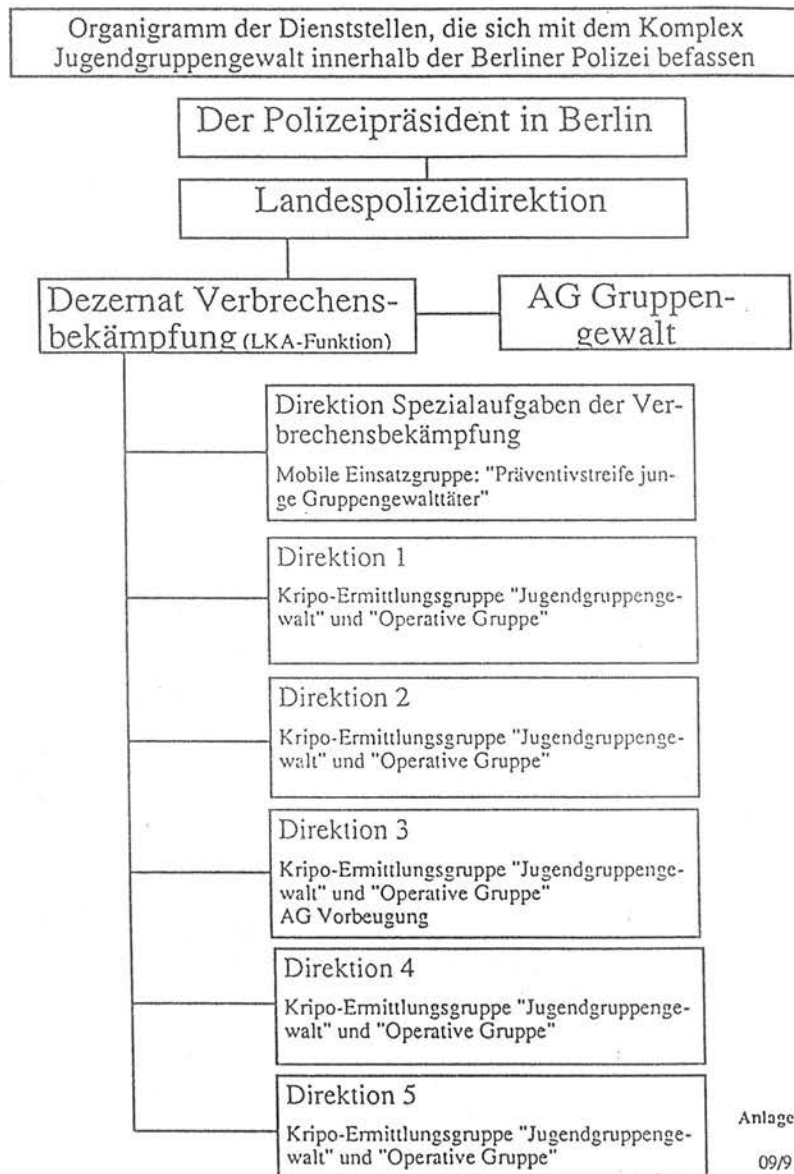 Organigramm der Dienststellen, die sich mit dem Komplex
Jugendgruppengewalt innerhalb der Berliner Polizei befassen
Der Polizeipräsident in Berlin
Landespolizeidirektion
Dezernat Verbrechens-
bekämpfung (LKA-Funktion)
AG Gruppen-
gewalt
Direktion Spezialaufgaben der Ver-
brechensbekämpfung
Mobile Einsatzgruppe: "Präventivstreife jun-
ge Gruppengewalttäter"
Direktion 1
Kripo-Ermittlungsgruppe "Jugendgruppenge-
walt" und "Operative Gruppe"
Direktion 2
Kripo-Ermittlungsgruppe "Jugendgruppenge-
walt" und "Operative Gruppe"
Direktion 3
Kripo-Ermittlungsgruppe "Jugendgruppenge-
walt" und "Operative Gruppe"
AG Vorbeugung
Direktion 4
Kripo-Ermittlungsgruppe "Jugendgruppenge-
walt" und "Operative Gruppe"
Direktion 5
Kripo-Ermittlungsgruppe "Jugendgruppenge-
walt" und "Operative Gruppe"
Anlage
09/9